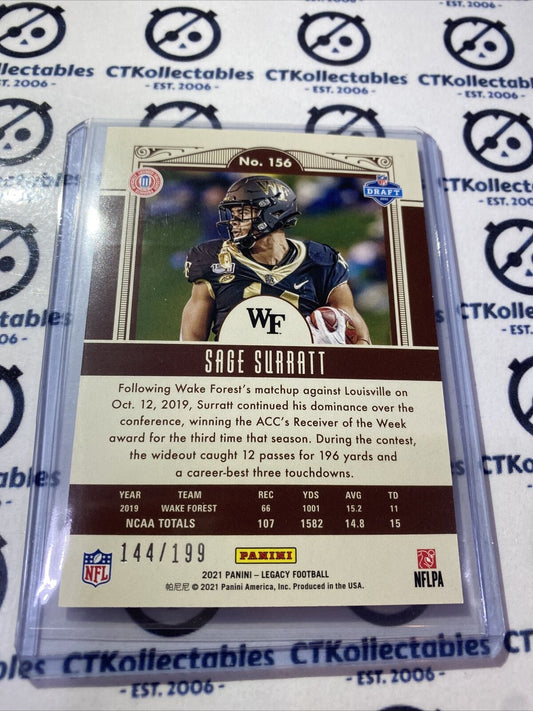 CTKollectables
- EST. 2006 -
No. 156
DRAFT
WF
SAGE SURRATT
Following Wake Forest's matchup against Louisville on
Oct. 12, 2019, Surratt continued his dominance over the
conference, winning the ACC's Receiver of the Week
award for the third time that season. During the contest,
the wideout caught 12 passes for 196 yards and
a career-best three touchdowns.
YEAR TEAM REC YDS AVG TD
2019 WAKE FOREST 66 1001 15.2 11
NCAA TOTALS 107 1582 14.8 15
NFL 144/199 PANINI NFLPA
2021 PANINI – LEGACY FOOTBALL
帕尼尼 © 2021 Panini America, Inc. Produced in the USA.
CTKollectables
- EST. 2006 -